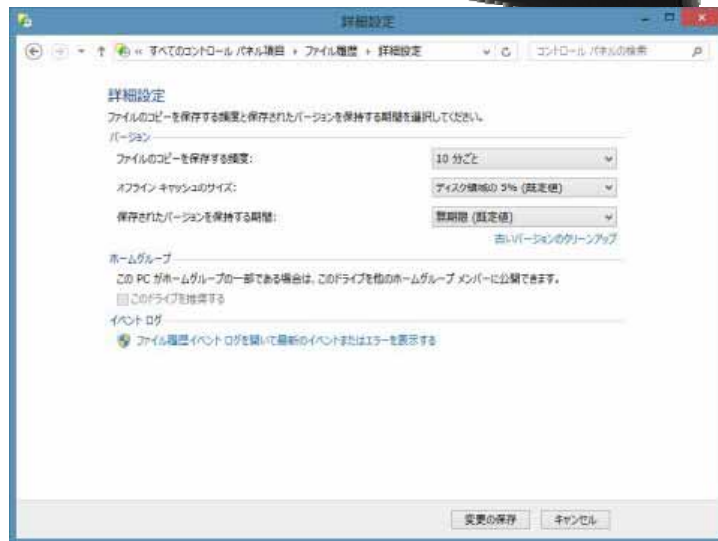 詳細設定
« すべてのコントロール パネル項目 › ファイル履歴 › 詳細設定
コントロール パネルの検索
詳細設定
ファイルのコピーを保存する頻度と保存されたバージョンを保持する期間を選択してください。
バージョン
ファイルのコピーを保存する頻度: 10 分ごと
オフライン キャッシュのサイズ: ディスク領域の 5% (既定値)
保存されたバージョンを保持する期間: 無期限 (既定値)
古いバージョンのクリーンアップ
ホームグループ
この PC がホームグループの一部である場合は、このドライブを他のホームグループ メンバーに公開できます。
このドライブを推奨する
イベント ログ
ファイル履歴イベント ログを開いて最新のイベントまたはエラーを表示する
変更の保存 キャンセル